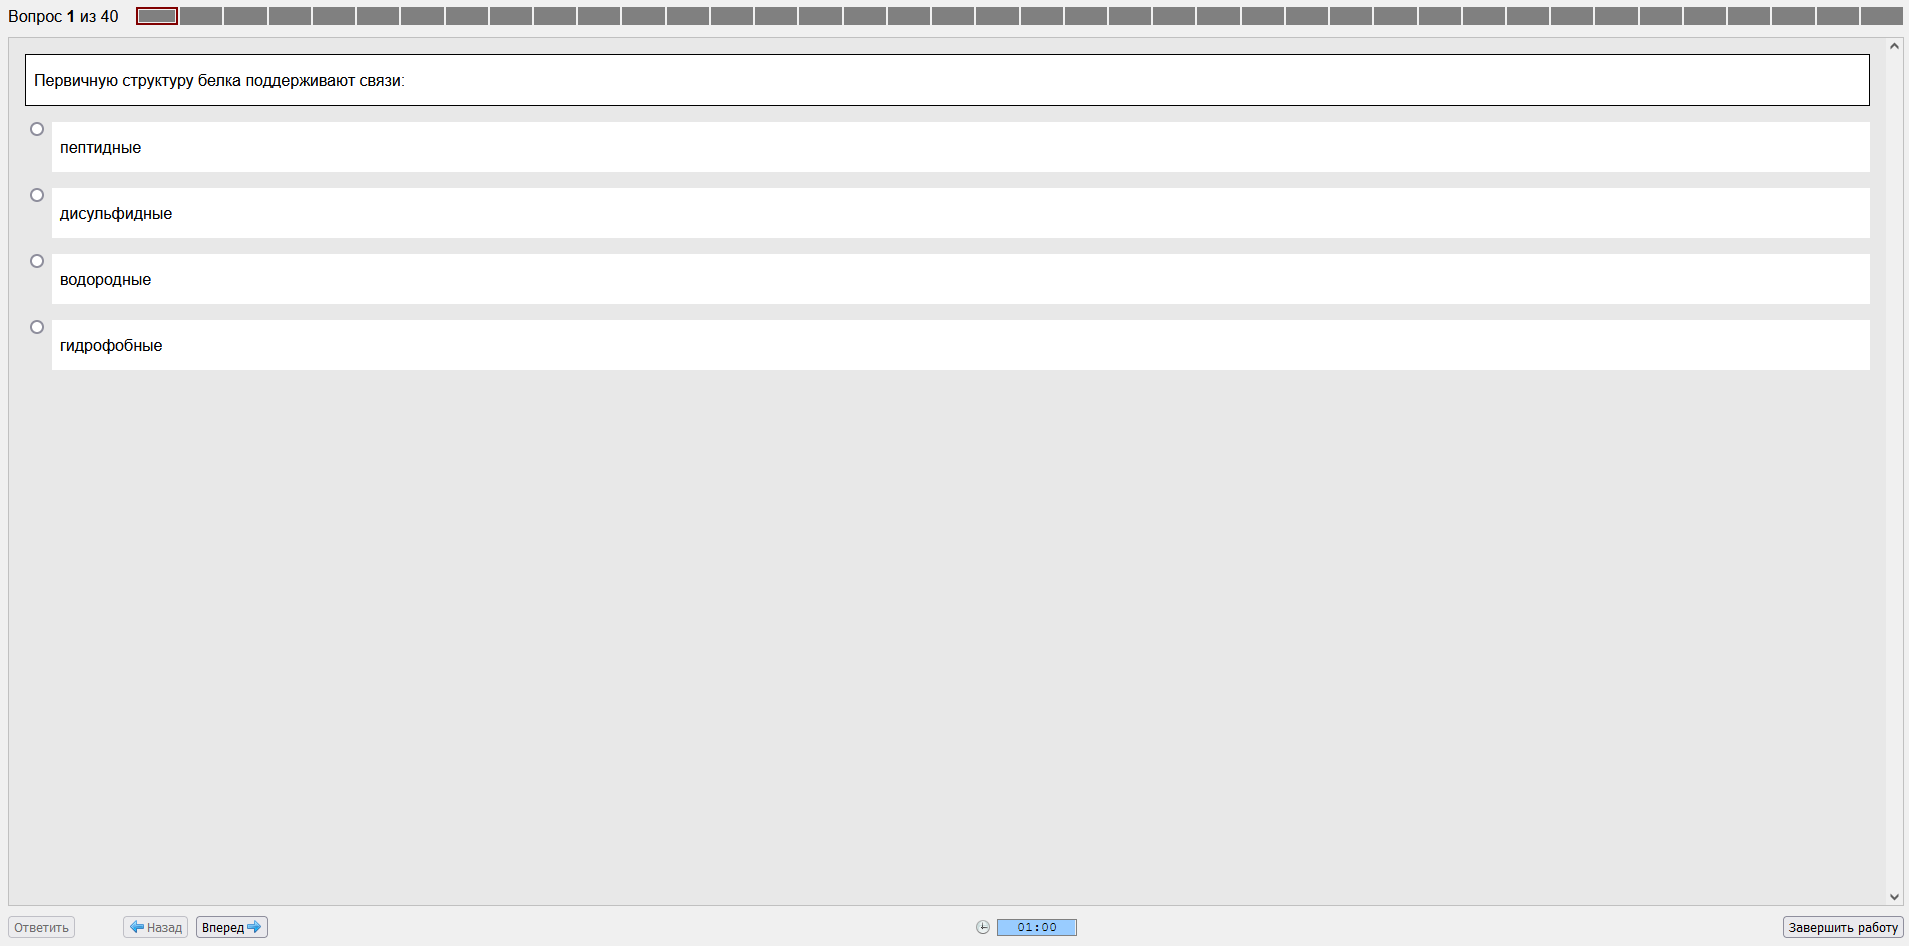 Вопрос 1 из 40
Первичную структуру белка поддерживают связи:
пептидные
дисульфидные
водородные
гидрофобные
Ответить
Назад
Вперед
01:00
Завершить работу